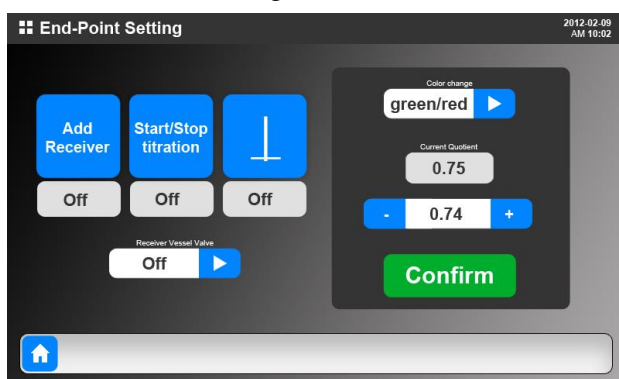 End-Point Setting
2012-02-09
AM 10:02
Add
Receiver
Start/Stop
titration
Off
Off
Off
Receiver Vessel Valve
Off
Color change
green/red
Current Quotient
0.75
- 0.74 +
Confirm